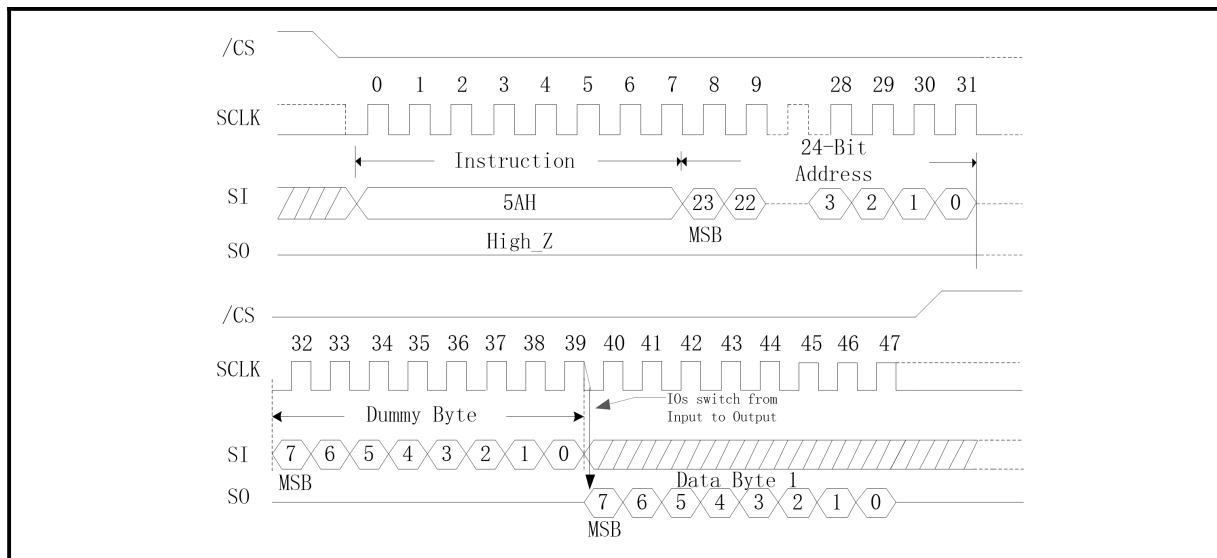 /CS
0 1 2 3 4 5 6 7 8 9 28 29 30 31
SCLK
Instruction
24-Bit
Address
SI
5AH
23 22 3 2 1 0
MSB
High_Z
SO
/CS
32 33 34 35 36 37 38 39 40 41 42 43 44 45 46 47
SCLK
IOs switch from
Input to Output
Dummy Byte
SI
7 6 5 4 3 2 1 0
MSB
Data Byte 1
SO
7 6 5 4 3 2 1 0
MSB